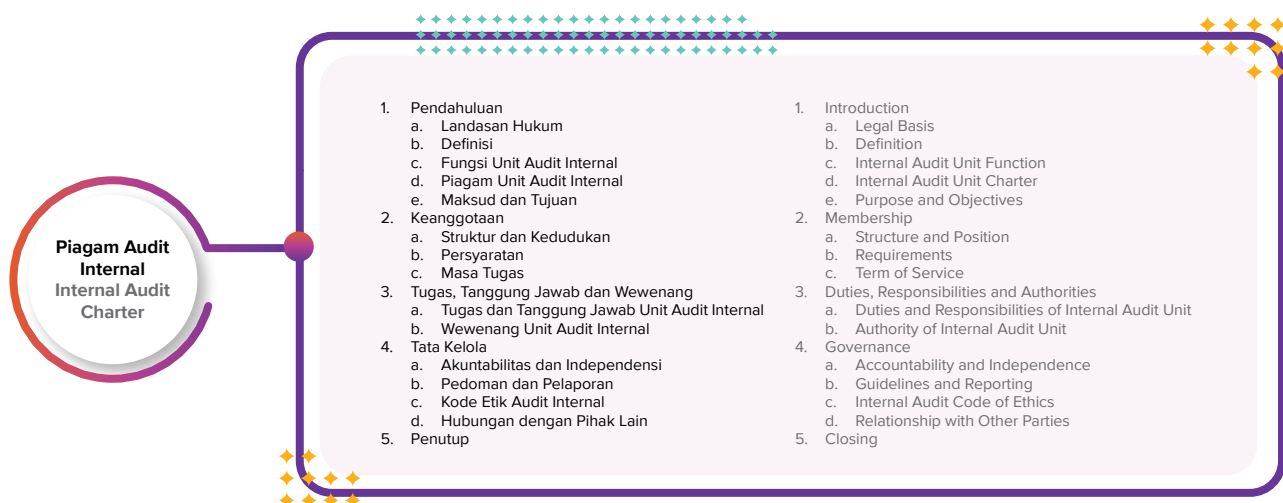 Piagam Audit
Internal
Internal Audit
Charter
1. Pendahuluan
a. Landasan Hukum
b. Definisi
c. Fungsi Unit Audit Internal
d. Piagam Unit Audit Internal
e. Maksud dan Tujuan
2. Keanggotaan
a. Struktur dan Kedudukan
b. Persyaratan
c. Masa Tugas
3. Tugas, Tanggung Jawab dan Wewenang
a. Tugas dan Tanggung Jawab Unit Audit Internal
b. Wewenang Unit Audit Internal
4. Tata Kelola
a. Akuntabilitas dan Independensi
b. Pedoman dan Pelaporan
c. Kode Etik Audit Internal
d. Hubungan dengan Pihak Lain
5. Penutup
1. Introduction
a. Legal Basis
b. Definition
c. Internal Audit Unit Function
d. Internal Audit Unit Charter
e. Purpose and Objectives
2. Membership
a. Structure and Position
b. Requirements
c. Term of Service
3. Duties, Responsibilities and Authorities
a. Duties and Responsibilities of Internal Audit Unit
b. Authority of Internal Audit Unit
4. Governance
a. Accountability and Independence
b. Guidelines and Reporting
c. Internal Audit Code of Ethics
d. Relationship with Other Parties
5. Closing